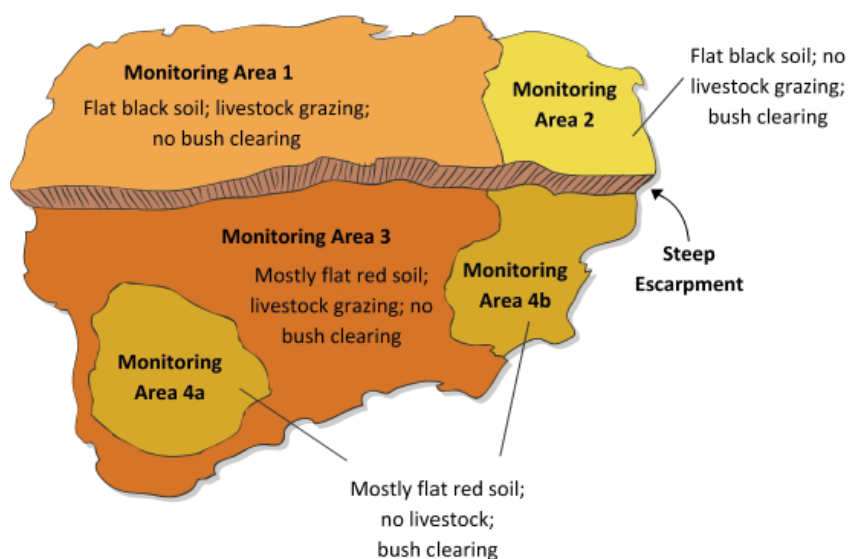 Monitoring Area 1
Flat black soil; livestock grazing;
no bush clearing
Monitoring
Area 2
Flat black soil; no
livestock grazing;
bush clearing
Monitoring Area 3
Mostly flat red soil;
livestock grazing; no
bush clearing
Monitoring
Area 4b
Steep
Escarpment
Monitoring
Area 4a
Mostly flat red soil;
no livestock;
bush clearing